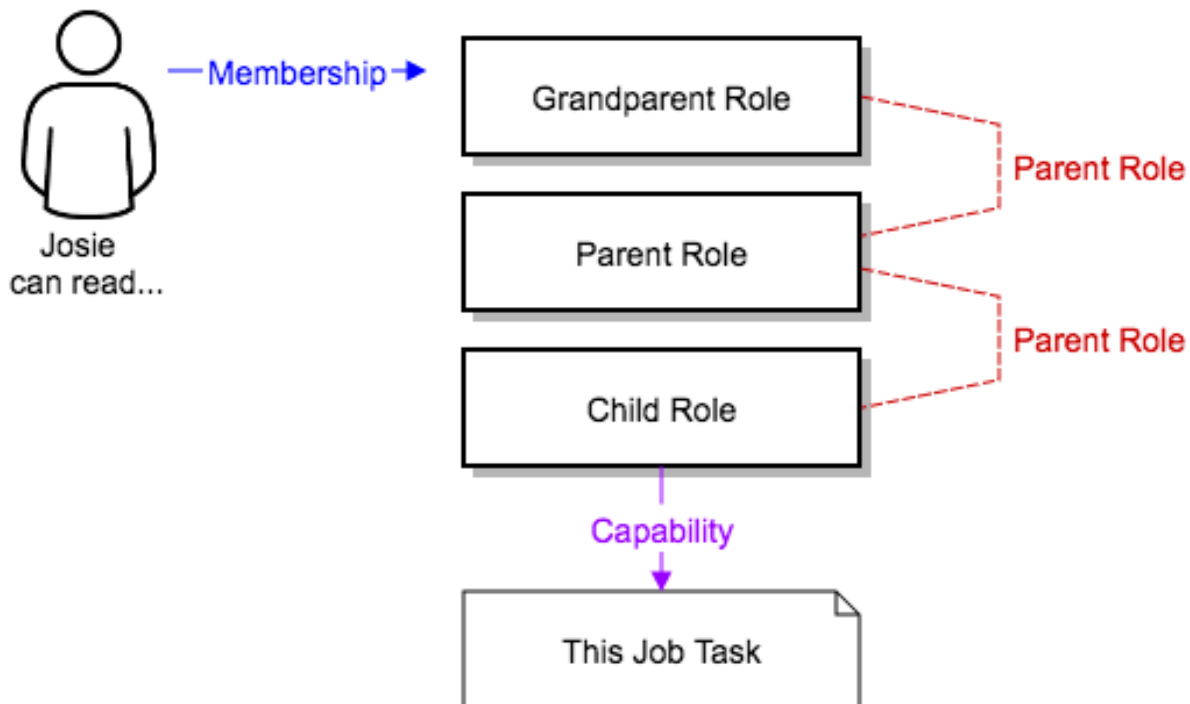 Membership
Grandparent Role
Parent Role
Parent Role
Josie
can read...
Parent Role
Child Role
Capability
This Job Task